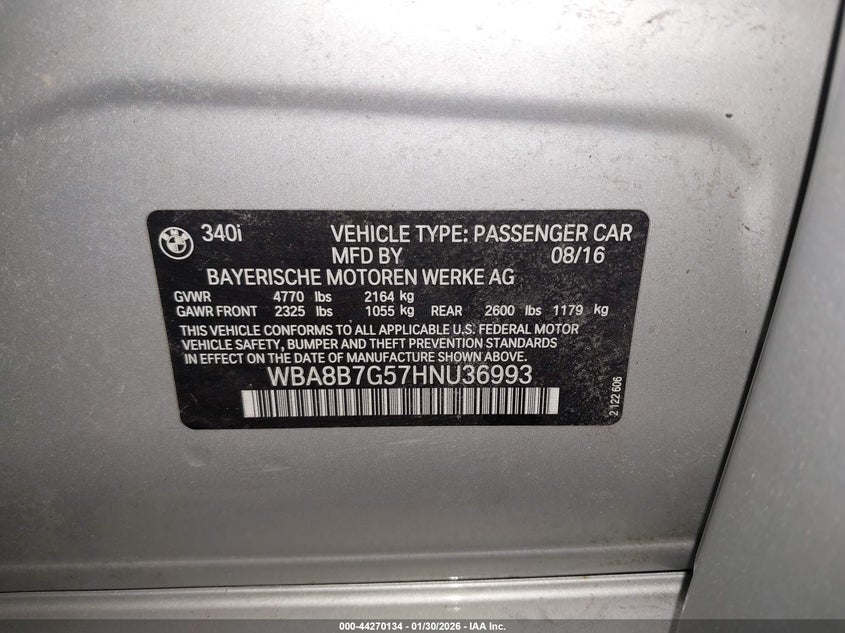 BMW
340i VEHICLE TYPE: PASSENGER CAR
MFD BY 08/16
BAYERISCHE MOTOREN WERKE AG
GVWR 4770 lbs 2164 kg
GAWR FRONT 2325 lbs 1055 kg REAR 2600 lbs 1179 kg
THIS VEHICLE CONFORMS TO ALL APPLICABLE U.S. FEDERAL MOTOR
VEHICLE SAFETY, BUMPER AND THEFT PREVENTION STANDARDS
IN EFFECT ON THE DATE OF MANUFACTURE SHOWN ABOVE.
WBA8B7G57HNU36993
2 122 606
000-44270134 - 01/30/2026 - IAA Inc.